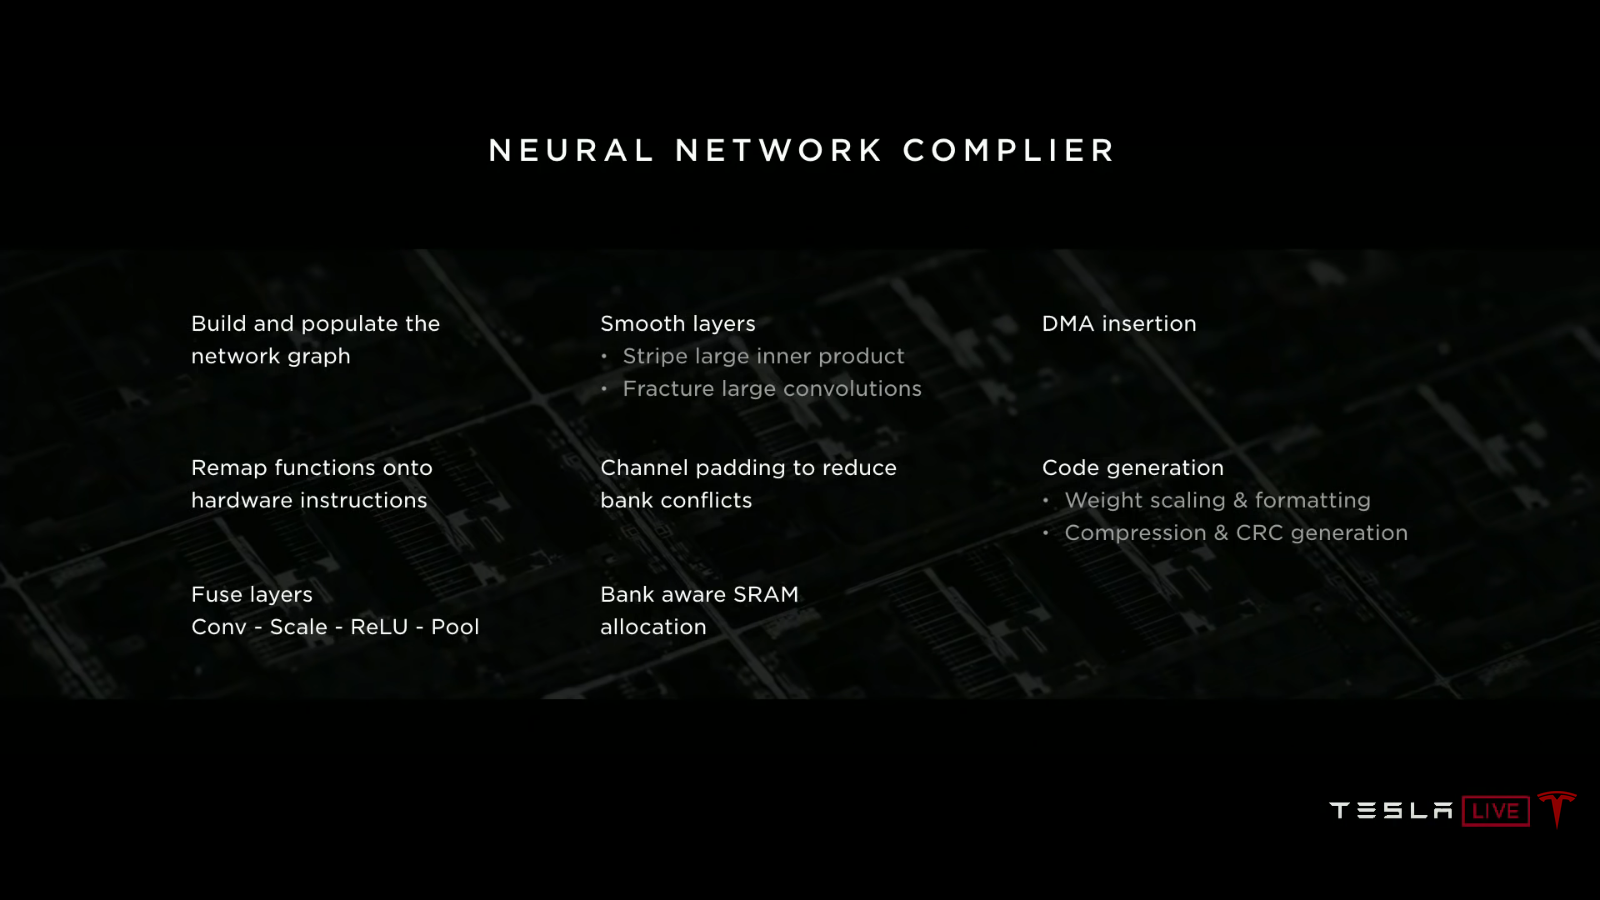 NEURAL NETWORK COMPLIER
Build and populate the
network graph
Remap functions onto
hardware instructions
Fuse layers
Conv - Scale - ReLU - Pool
Smooth layers
• Stripe large inner product
• Fracture large convolutions
Channel padding to reduce
bank conflicts
Bank aware SRAM
allocation
DMA insertion
Code generation
• Weight scaling & formatting
• Compression & CRC generation
TESLA LIVE